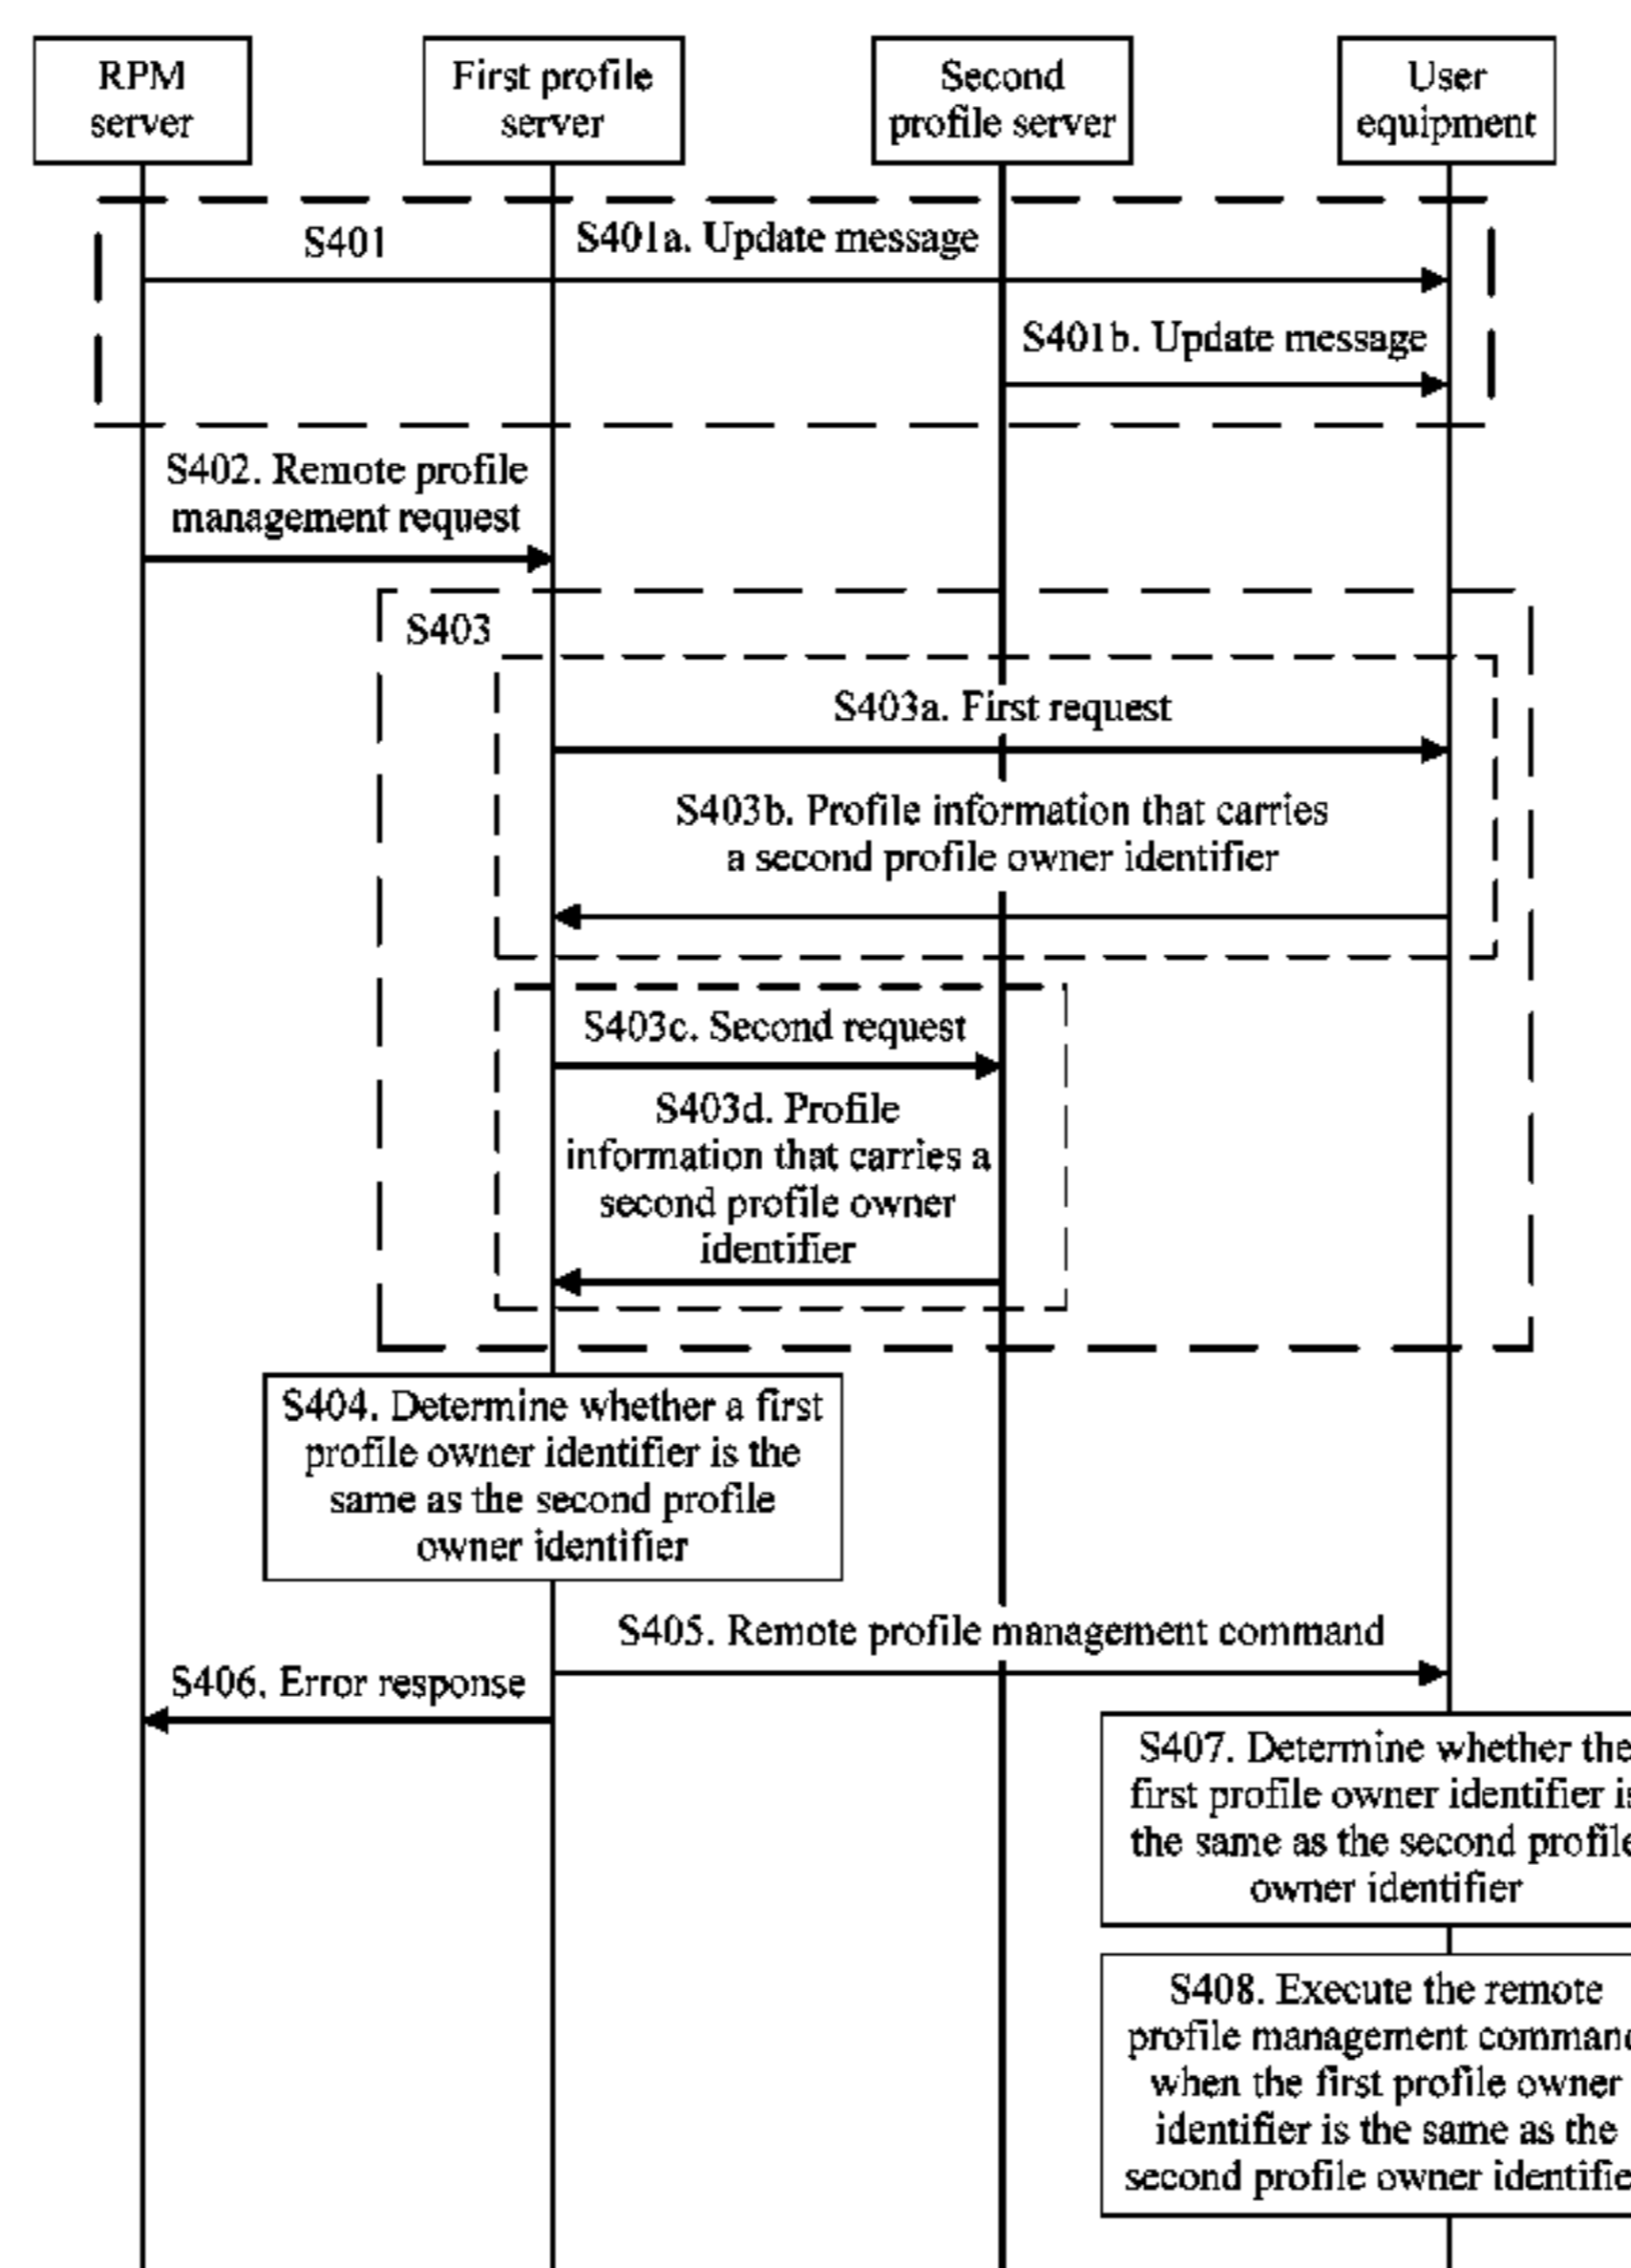 RPM
server
First profile
server
Second
profile server
User
equipment
S401
S401a. Update message
S401b. Update message
S402. Remote profile
management request
S403
S403a. First request
S403b. Profile information that carries
a second profile owner identifier
S403c. Second request
S403d. Profile
information that carries a
second profile owner
identifier
S404. Determine whether a first
profile owner identifier is the
same as the second profile
owner identifier
S405. Remote profile management command
S406. Error response
S407. Determine whether the
first profile owner identifier is
the same as the second profile
owner identifier
S408. Execute the remote
profile management command
when the first profile owner
identifier is the same as the
second profile owner identifier